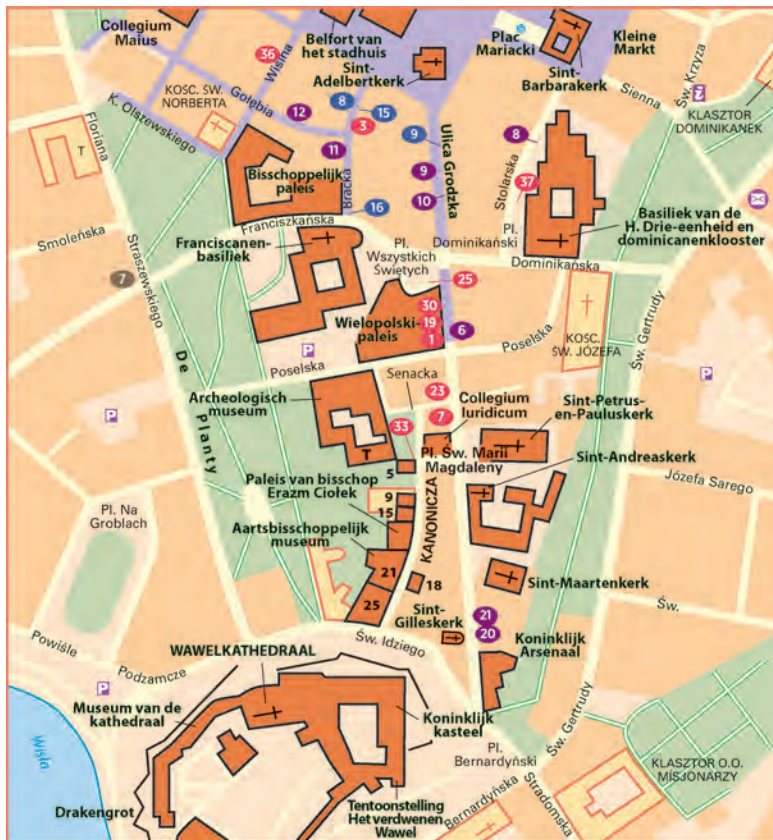 Collegium
Maius
Belfort van
het stadhuis
Plac
Mariacki
Kleine
Markt
36
Wisina
Sint-
Adelbertkerk
Sint-
Barbarakerk
Św. Krzyza
i
KOŚC. ŚW.
NORBERTA
Gołębia
Sienna
KLASZTOR
DOMINIKANEK
K. Olszewskiego
Floriana
T
12
8
15
3
9
Ulica Grodzka
8
11
Bracka
9
Stolarska
37
Bisschoppelijk
paleis
10
16
Franciszkańska
Pl.
Dominikański
Basiliek van de
H. Drie-eenheid en
dominicanenklooster
Smoleńska
Franciscanen-
basiliek
Pl.
Wszystkich
Świętych
Dominikańska
7
Straszewskiego
25
30
19
1
Wielopolski-
paleis
6
KOŚC.
ŚW. JÓZEFA
Św. Gertrudy
P
Poselska
Poselska
P
De Planty
Senacka
23
Archeologisch
museum
7
Collegium
Iuridicum
Sint-Petrus-
en-Pauluskerk
P
33
T
Pl. Św. Marii
Magdaleny
Sint-Andreaskerk
5
Paleis van bisschop
Erazm Ciołek
9
15
KANONICZA
Józefa Sarego
Pl. Na
Groblach
Aartsbisschoppelijk
museum
21
18
25
Sint-Maartenkerk
Sint-
Gilleskerk
21
20
Św.
Powiśle
Św. Idziego
Koninklijk
Arsenaal
Podzamcze
WAWELKATHEDRAAL
P
Museum van de
kathedraal
Koninklijk
kasteel
Św. Gertrudy
Wisła
Pl.
Bernardyński
KLASZTOR O.O.
MISJONARZY
Drakengrot
Tentoonstelling
Het verdwenen
Wawel
Bernardyńska
Stradomska